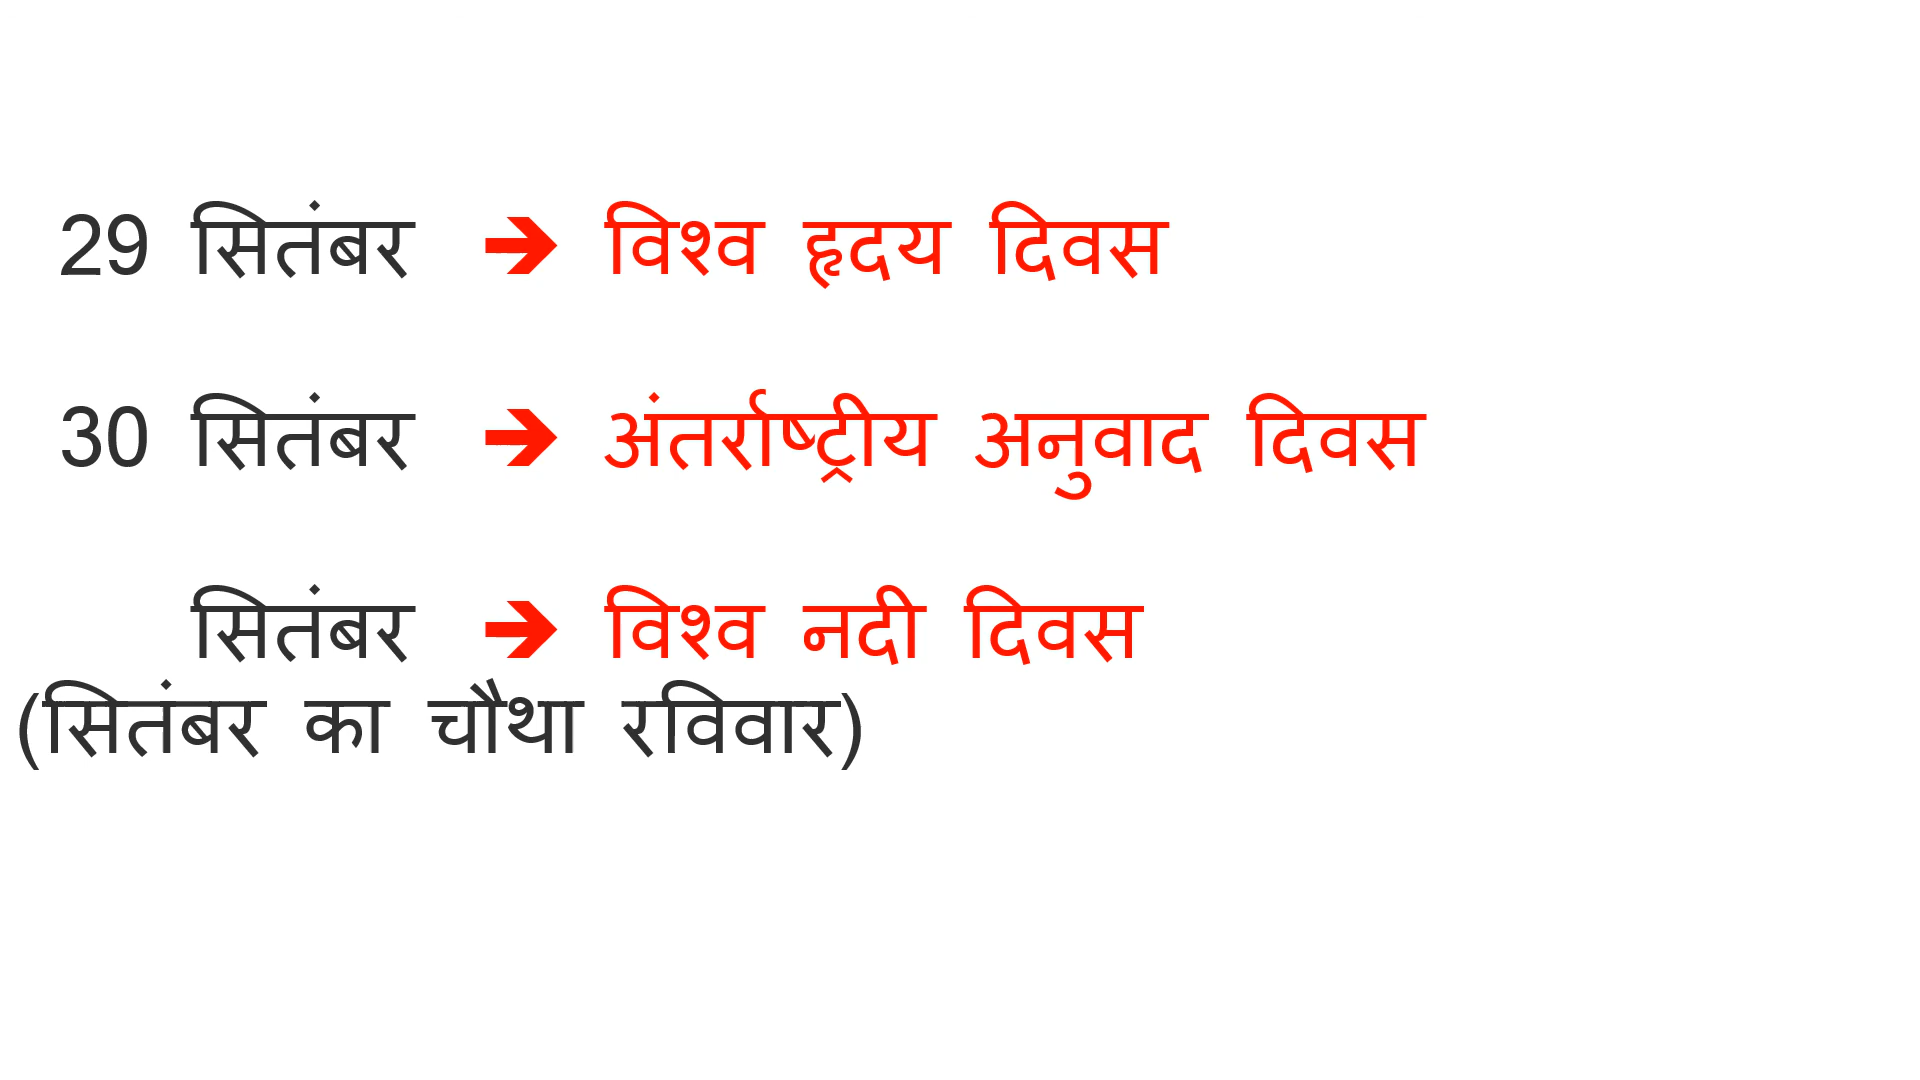 29 सितंबर ➔ विश्व हृदय दिवस
30 सितंबर ➔ अंतर्राष्ट्रीय अनुवाद दिवस
सितंबर ➔ विश्व नदी दिवस
(सितंबर का चौथा रविवार)